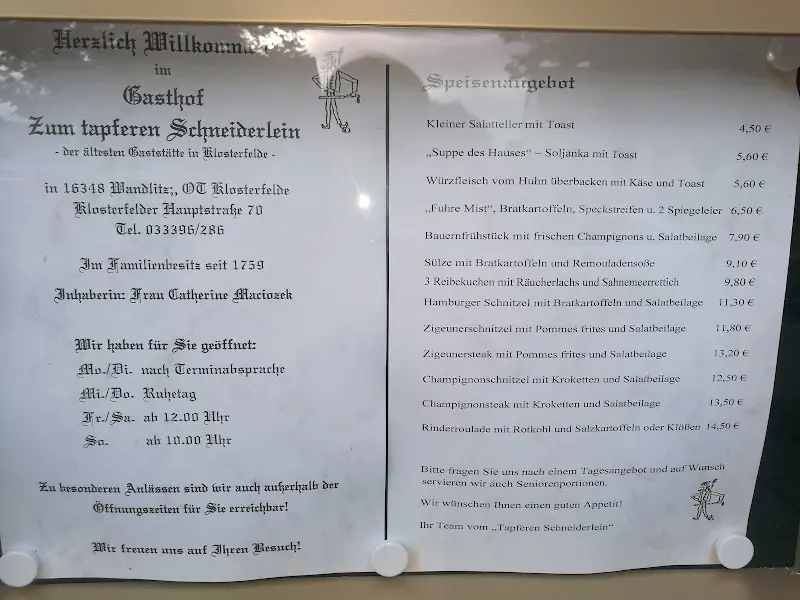 Herzlich Willkommen
im
Gasthof
Zum tapferen Schneiderlein
- der ältesten Gaststätte in Klosterfelde -
in 16348 Wandlitz;, OT Klosterfelde
Klosterfelder Hauptstraße 70
Tel. 033396/286
Im Familienbesitz seit 1759
Inhaberin: Frau Catherine Maciozek
Wir haben für Sie geöffnet:
Mo./Di. nach Terminabsprache
Mi./Do. Ruhetag
Fr./Sa. ab 12.00 Uhr
So. ab 10.00 Uhr
Zu besonderen Anlässen sind wir auch außerhalb der
Öffnungszeiten für Sie erreichbar!
Wir freuen uns auf Ihren Besuch!
Speisenangebot
Kleiner Salatteller mit Toast 4,50 €
„Suppe des Hauses“ – Soljanka mit Toast 5,60 €
Würzfleisch vom Huhn überbacken mit Käse und Toast 5,60 €
„Fuhre Mist“, Bratkartoffeln, Speckstreifen u. 2 Spiegeleier 6,50 €
Bauernfrühstück mit frischen Champignons u. Salatbeilage 7,90 €
Sülze mit Bratkartoffeln und Remouladensoße 9,10 €
3 Reibekuchen mit Räucherlachs und Sahnemeerrettich 9,80 €
Hamburger Schnitzel mit Bratkartoffeln und Salatbeilage 11,30 €
Zigeunerschnitzel mit Pommes frites und Salatbeilage 11,80 €
Zigeunersteak mit Pommes frites und Salatbeilage 13,20 €
Champignonschnitzel mit Kroketten und Salatbeilage 12,50 €
Champignonsteak mit Kroketten und Salatbeilage 13,50 €
Rinderroulade mit Rotkohl und Salzkartoffeln oder Klößen 14,50 €
Bitte fragen Sie uns nach einem Tagesangebot und auf Wunsch
servieren wir auch Seniorenportionen.
Wir wünschen Ihnen einen guten Appetit!
Ihr Team vom „Tapferen Schneiderlein“